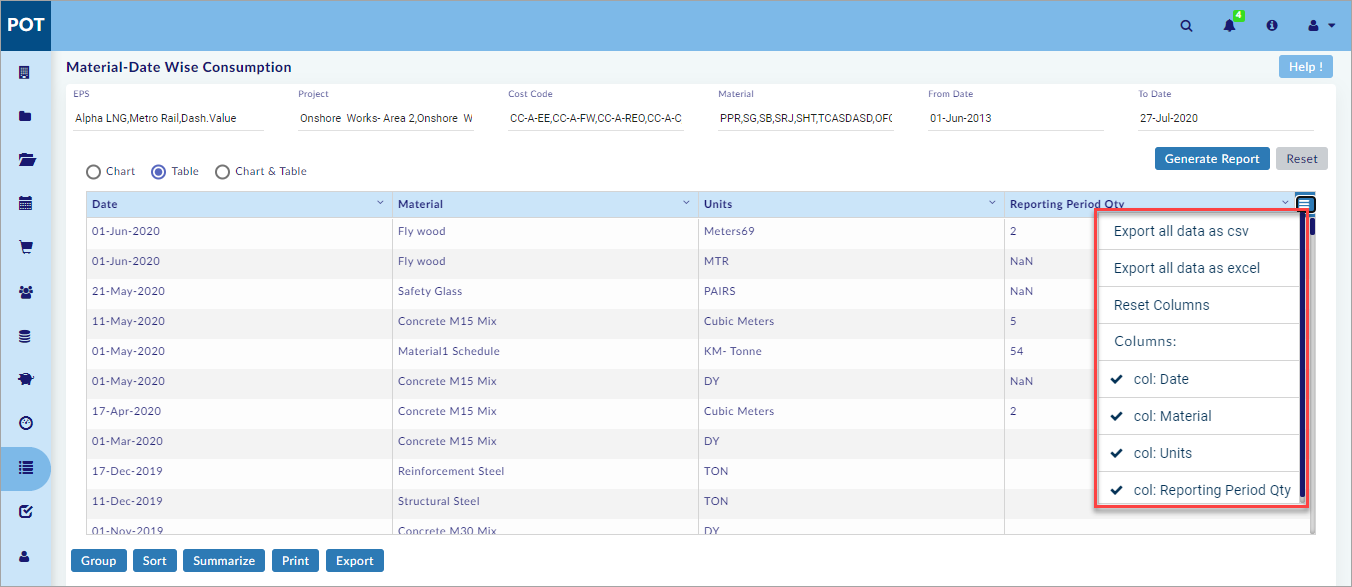 POT
4
Material-Date Wise Consumption
Help !
EPS Project Cost Code Material From Date To Date
Alpha LNG,Metro Rail,Dash.Value Onshore Works- Area 2,Onshore W CC-A-EE,CC-A-FW,CC-A-REO,CC-A-C PPR,SG,SB,SRJ,SHT,TCASDASD,OFC 01-Jun-2013 27-Jul-2020
Generate Report Reset
Chart Table Chart & Table
Date Material Units Reporting Period Qty
01-Jun-2020 Fly wood Meters69 2
01-Jun-2020 Fly wood MTR NaN
21-May-2020 Safety Glass PAIRS NaN
11-May-2020 Concrete M15 Mix Cubic Meters 5
01-May-2020 Material1 Schedule KM- Tonne 54
01-May-2020 Concrete M15 Mix DY NaN
17-Apr-2020 Concrete M15 Mix Cubic Meters 2
01-Mar-2020 Concrete M15 Mix DY
17-Dec-2019 Reinforcement Steel TON
11-Dec-2019 Structural Steel TON
01-Nov-2019 Concrete M30 Mix DY
Export all data as csv
Export all data as excel
Reset Columns
Columns:
col: Date
col: Material
col: Units
col: Reporting Period Qty
Group Sort Summarize Print Export